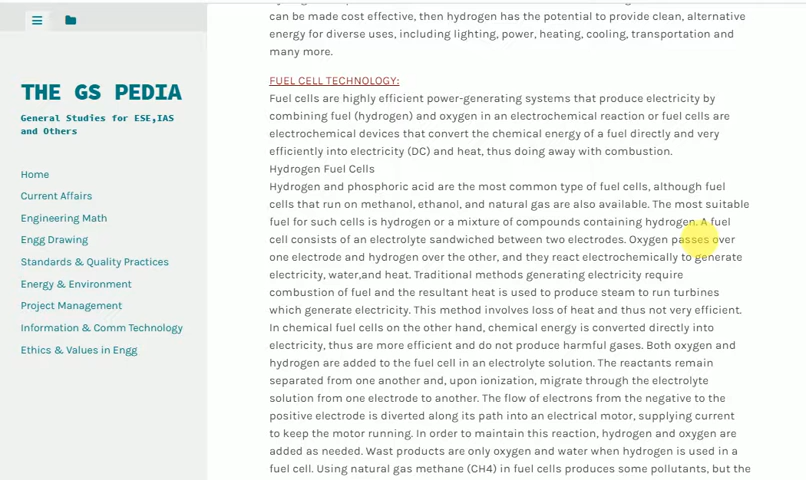 can be made cost effective, then hydrogen has the potential to provide clean, alternative
energy for diverse uses, including lighting, power, heating, cooling, transportation and
many more.
THE GS PEDIA
General Studies for ESE,IAS
and Others
Home
Current Affairs
Engineering Math
Engg Drawing
Standards & Quality Practices
Energy & Environment
Project Management
Information & Comm Technology
Ethics & Values in Engg
FUEL CELL TECHNOLOGY:
Fuel cells are highly efficient power-generating systems that produce electricity by
combining fuel (hydrogen) and oxygen in an electrochemical reaction or fuel cells are
electrochemical devices that convert the chemical energy of a fuel directly and very
efficiently into electricity (DC) and heat, thus doing away with combustion.
Hydrogen Fuel Cells
Hydrogen and phosphoric acid are the most common type of fuel cells, although fuel
cells that run on methanol, ethanol, and natural gas are also available. The most suitable
fuel for such cells is hydrogen or a mixture of compounds containing hydrogen. A fuel
cell consists of an electrolyte sandwiched between two electrodes. Oxygen passes over
one electrode and hydrogen over the other, and they react electrochemically to generate
electricity, water,and heat. Traditional methods generating electricity require
combustion of fuel and the resultant heat is used to produce steam to run turbines
which generate electricity. This method involves loss of heat and thus not very efficient.
In chemical fuel cells on the other hand, chemical energy is converted directly into
electricity, thus are more efficient and do not produce harmful gases. Both oxygen and
hydrogen are added to the fuel cell in an electrolyte solution. The reactants remain
separated from one another and, upon ionization, migrate through the electrolyte
solution from one electrode to another. The flow of electrons from the negative to the
positive electrode is diverted along its path into an electrical motor, supplying current
to keep the motor running. In order to maintain this reaction, hydrogen and oxygen are
added as needed. Wast products are only oxygen and water when hydrogen is used in a
fuel cell. Using natural gas methane (CH4) in fuel cells produces some pollutants, but the